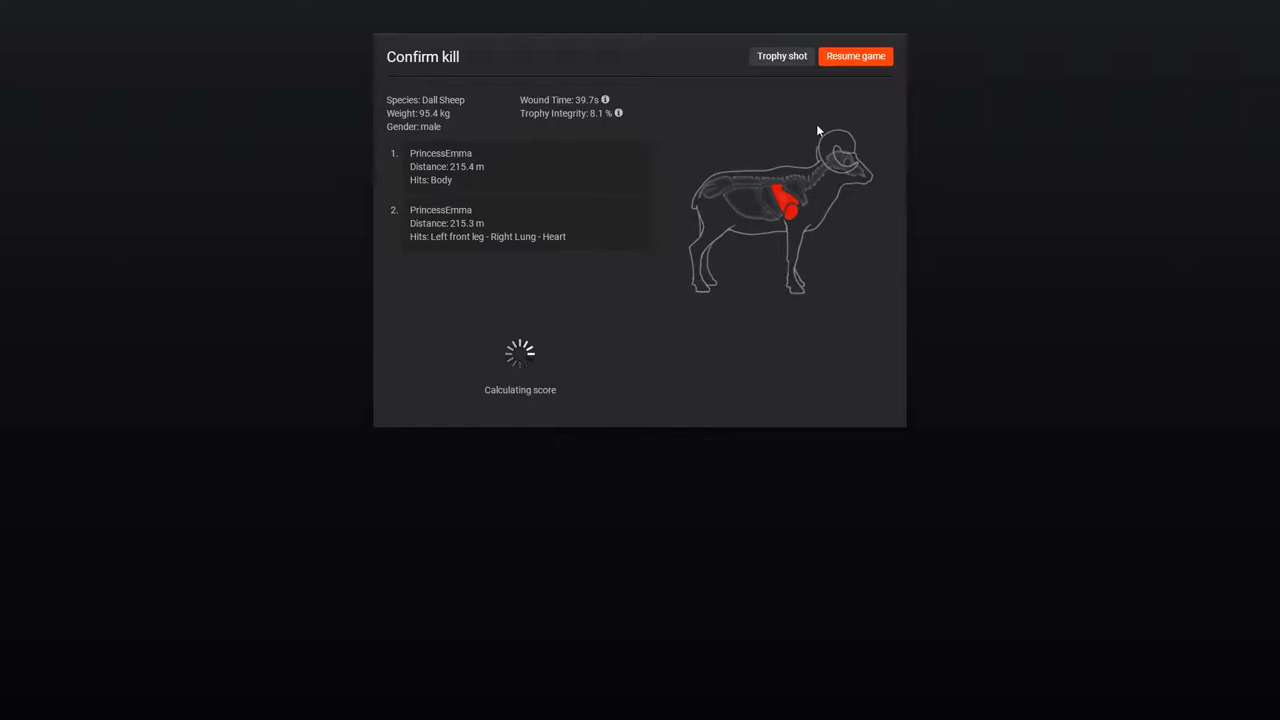 Confirm kill
Trophy shot
Resume game
Species: Dall Sheep
Weight: 95.4 kg
Gender: male
Wound Time: 39.7s
Trophy Integrity: 8.1 %
1. PrincessEmma
Distance: 215.4 m
Hits: Body
2. PrincessEmma
Distance: 215.3 m
Hits: Left front leg - Right Lung - Heart
Calculating score